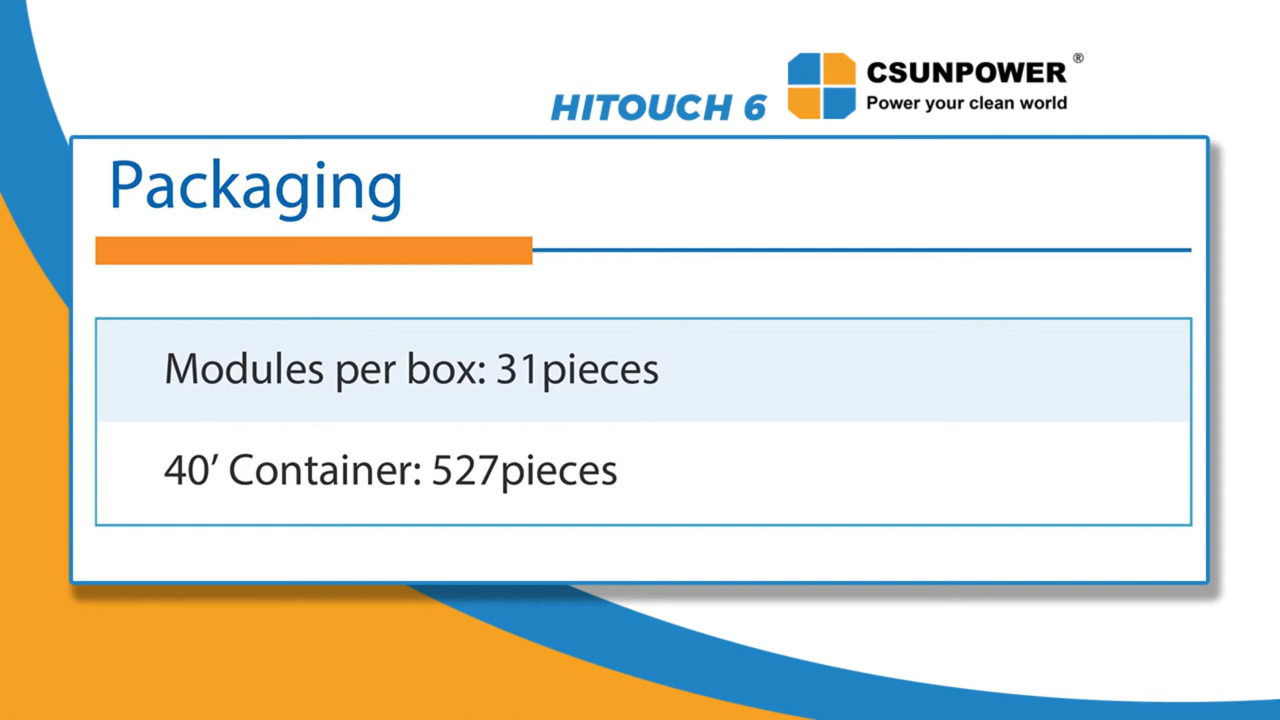 HITOUCH 6
CSUNPOWER®
Power your clean world
Packaging
Modules per box: 31pieces
40’ Container: 527pieces